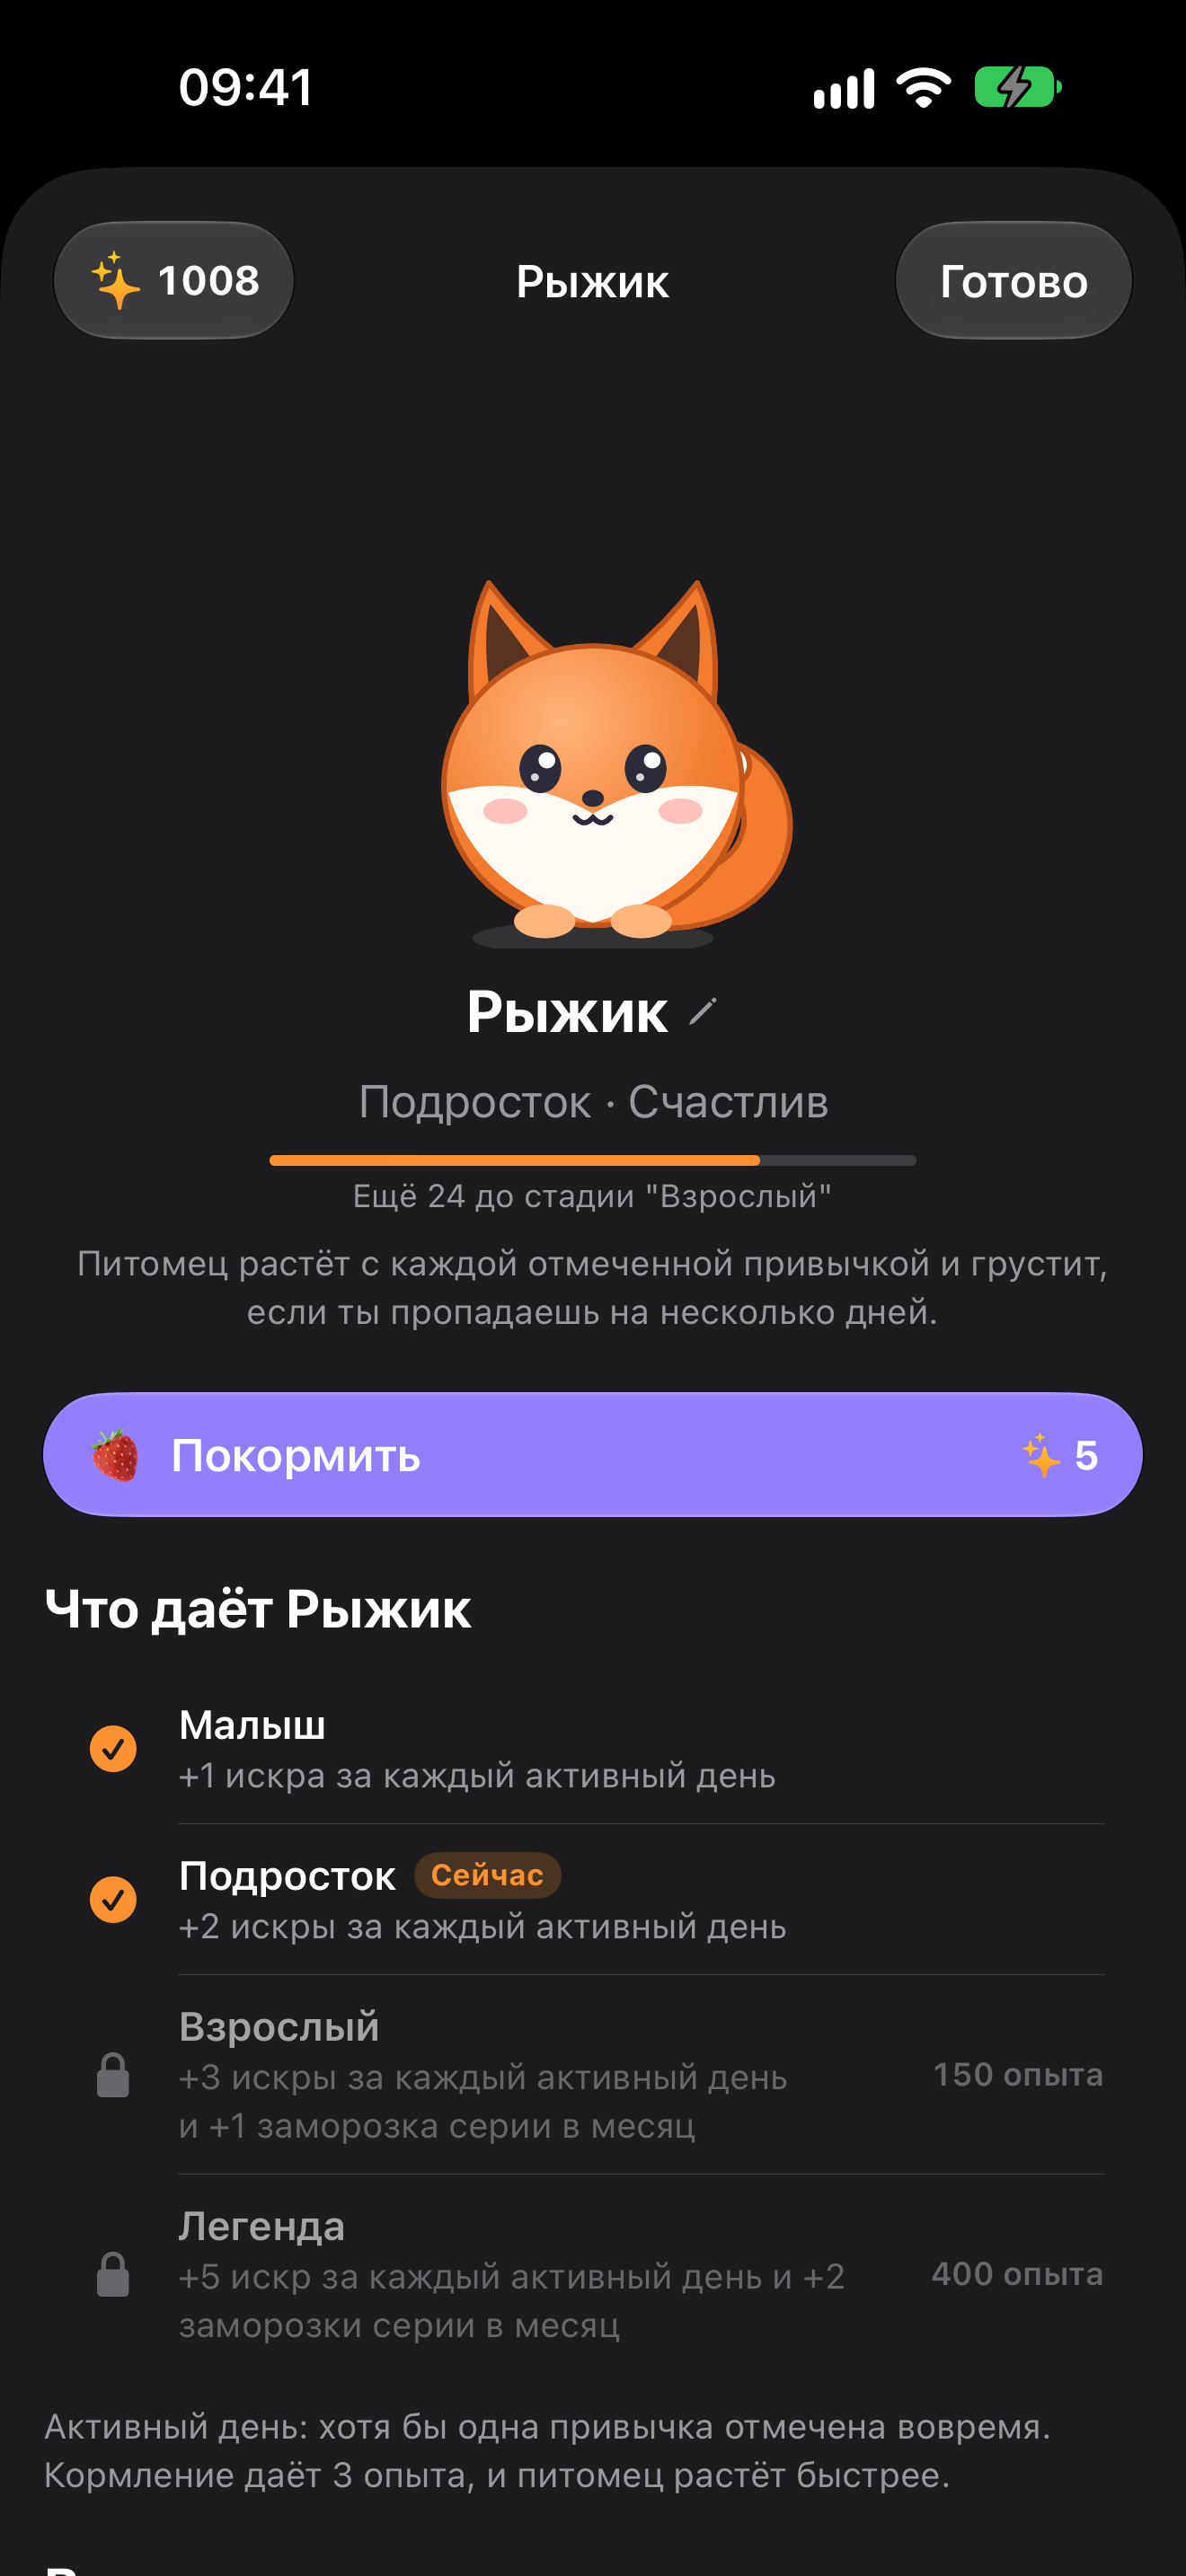 09:41
1008
Рыжик
Готово
Рыжик
Подросток · Счастлив
Ещё 24 до стадии "Взрослый"
Питомец растёт с каждой отмеченной привычкой и грустит,
если ты пропадаешь на несколько дней.
Покормить
5
Что даёт Рыжик
Малыш
+1 искра за каждый активный день
Подросток Сейчас
+2 искры за каждый активный день
Взрослый
+3 искры за каждый активный день
и +1 заморозка серии в месяц
150 опыта
Легенда
+5 искр за каждый активный день и +2
заморозки серии в месяц
400 опыта
Активный день: хотя бы одна привычка отмечена вовремя.
Кормление даёт 3 опыта, и питомец растёт быстрее.